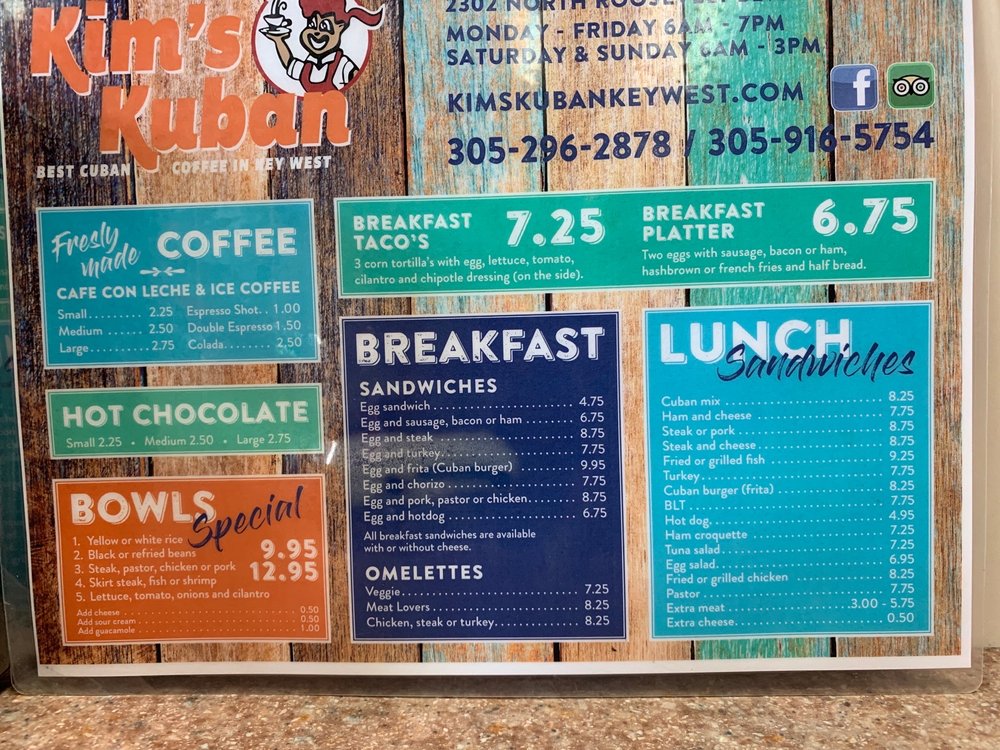 Kim's
Kuban
BEST CUBAN COFFEE IN KEY WEST
2302 NORTH
MONDAY - FRIDAY 6AM - 7PM
SATURDAY & SUNDAY 6AM - 3PM
KIMSKUBANKEYWEST.COM
f
305-296-2878 / 305-916-5754
Fresly made COFFEE
CAFE CON LECHE & ICE COFFEE
Small......... 2.25 Espresso Shot.. 1.00
Medium ....... 2.50 Double Espresso 1.50
Large.......... 2.75 Colada........ 2.50
HOT CHOCOLATE
Small 2.25 • Medium 2.50 • Large 2.75
BOWLS Special
1. Yellow or white rice
2. Black or refried beans
3. Steak, pastor, chicken or pork 9.95
4. Skirt steak, fish or shrimp 12.95
5. Lettuce, tomato, onions and cilantro
Add cheese ........ 0.50
Add sour cream ........ 0.50
Add guacamole ........ 1.00
BREAKFAST TACO'S 7.25
3 corn tortilla's with egg, lettuce, tomato,
cilantro and chipotle dressing (on the side).
BREAKFAST PLATTER 6.75
Two eggs with sausage, bacon or ham,
hashbrown or french fries and half bread.
BREAKFAST
SANDWICHES
Egg sandwich ........ 4.75
Egg and sausage, bacon or ham ........ 6.75
Egg and steak ........ 8.75
Egg and turkey ........ 7.75
Egg and frita (Cuban burger) ........ 9.95
Egg and chorizo ........ 7.75
Egg and pork, pastor or chicken ........ 8.75
Egg and hotdog ........ 6.75
All breakfast sandwiches are available
with or without cheese.
OMELETTES
Veggie ........ 7.25
Meat Lovers ........ 8.25
Chicken, steak or turkey ........ 8.25
LUNCH Sandwiches
Cuban mix ........ 8.25
Ham and cheese ........ 7.75
Steak or pork ........ 8.75
Steak and cheese ........ 8.75
Fried or grilled fish ........ 9.25
Turkey ........ 7.75
Cuban burger (frita) ........ 8.25
BLT ........ 7.75
Hot dog ........ 4.95
Ham croquette ........ 7.25
Tuna salad ........ 7.25
Egg salad ........ 6.95
Fried or grilled chicken ........ 8.25
Pastor ........ 7.75
Extra meat ........ 3.00 - 5.75
Extra cheese ........ 0.50